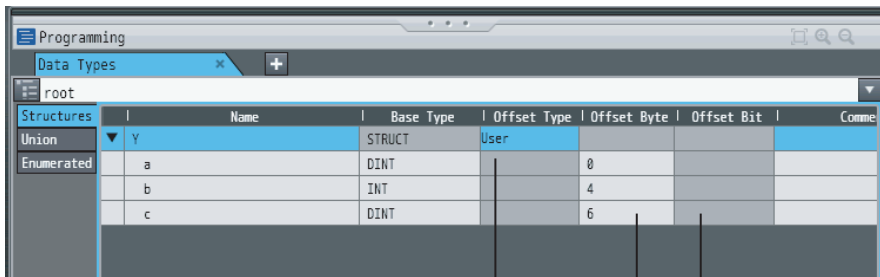 Programming
Data Types × +
root
Structures Name Base Type Offset Type Offset Byte Offset Bit Comme
Union ▼ Y STRUCT User
Enumerated a DINT 0
b INT 4
c DINT 6